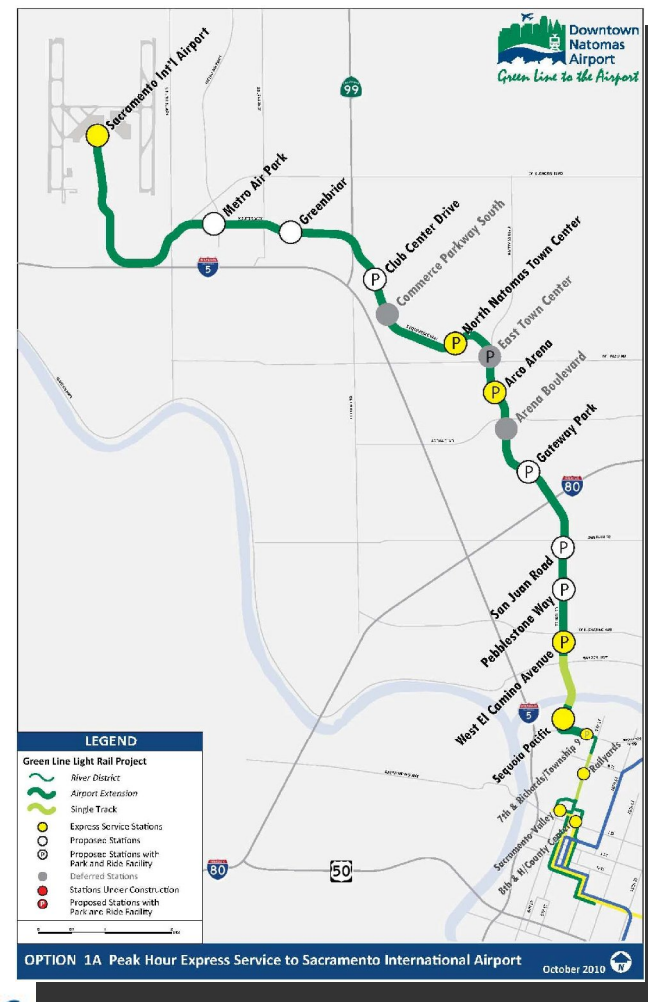 Downtown
Natomas
Airport
Green Line to the Airport
Sacramento Int'l Airport
99
Metro Air Park
Greenbriar
Club Center Drive
Commerce Parkway South
North Natomas Town Center
East Town Center
Arco Arena
Arena Boulevard
Gateway Park
5
80
San Juan Road
Pebblestone Way
West El Camino Avenue
Sequoia Pacific
5
7th & Richards/Township 9
Railyards
Sacramento Valley
8th & H/County Center
80
50
P
P
P
P
P
P
P
P
LEGEND
Green Line Light Rail Project
River District
Airport Extension
Single Track
Express Service Stations
Proposed Stations
P
Proposed Stations with
Park and Ride Facility
Deferred Stations
Stations Under Construction
P
Proposed Stations with
Park and Ride Facility
OPTION 1A Peak Hour Express Service to Sacramento International Airport
October 2010
N